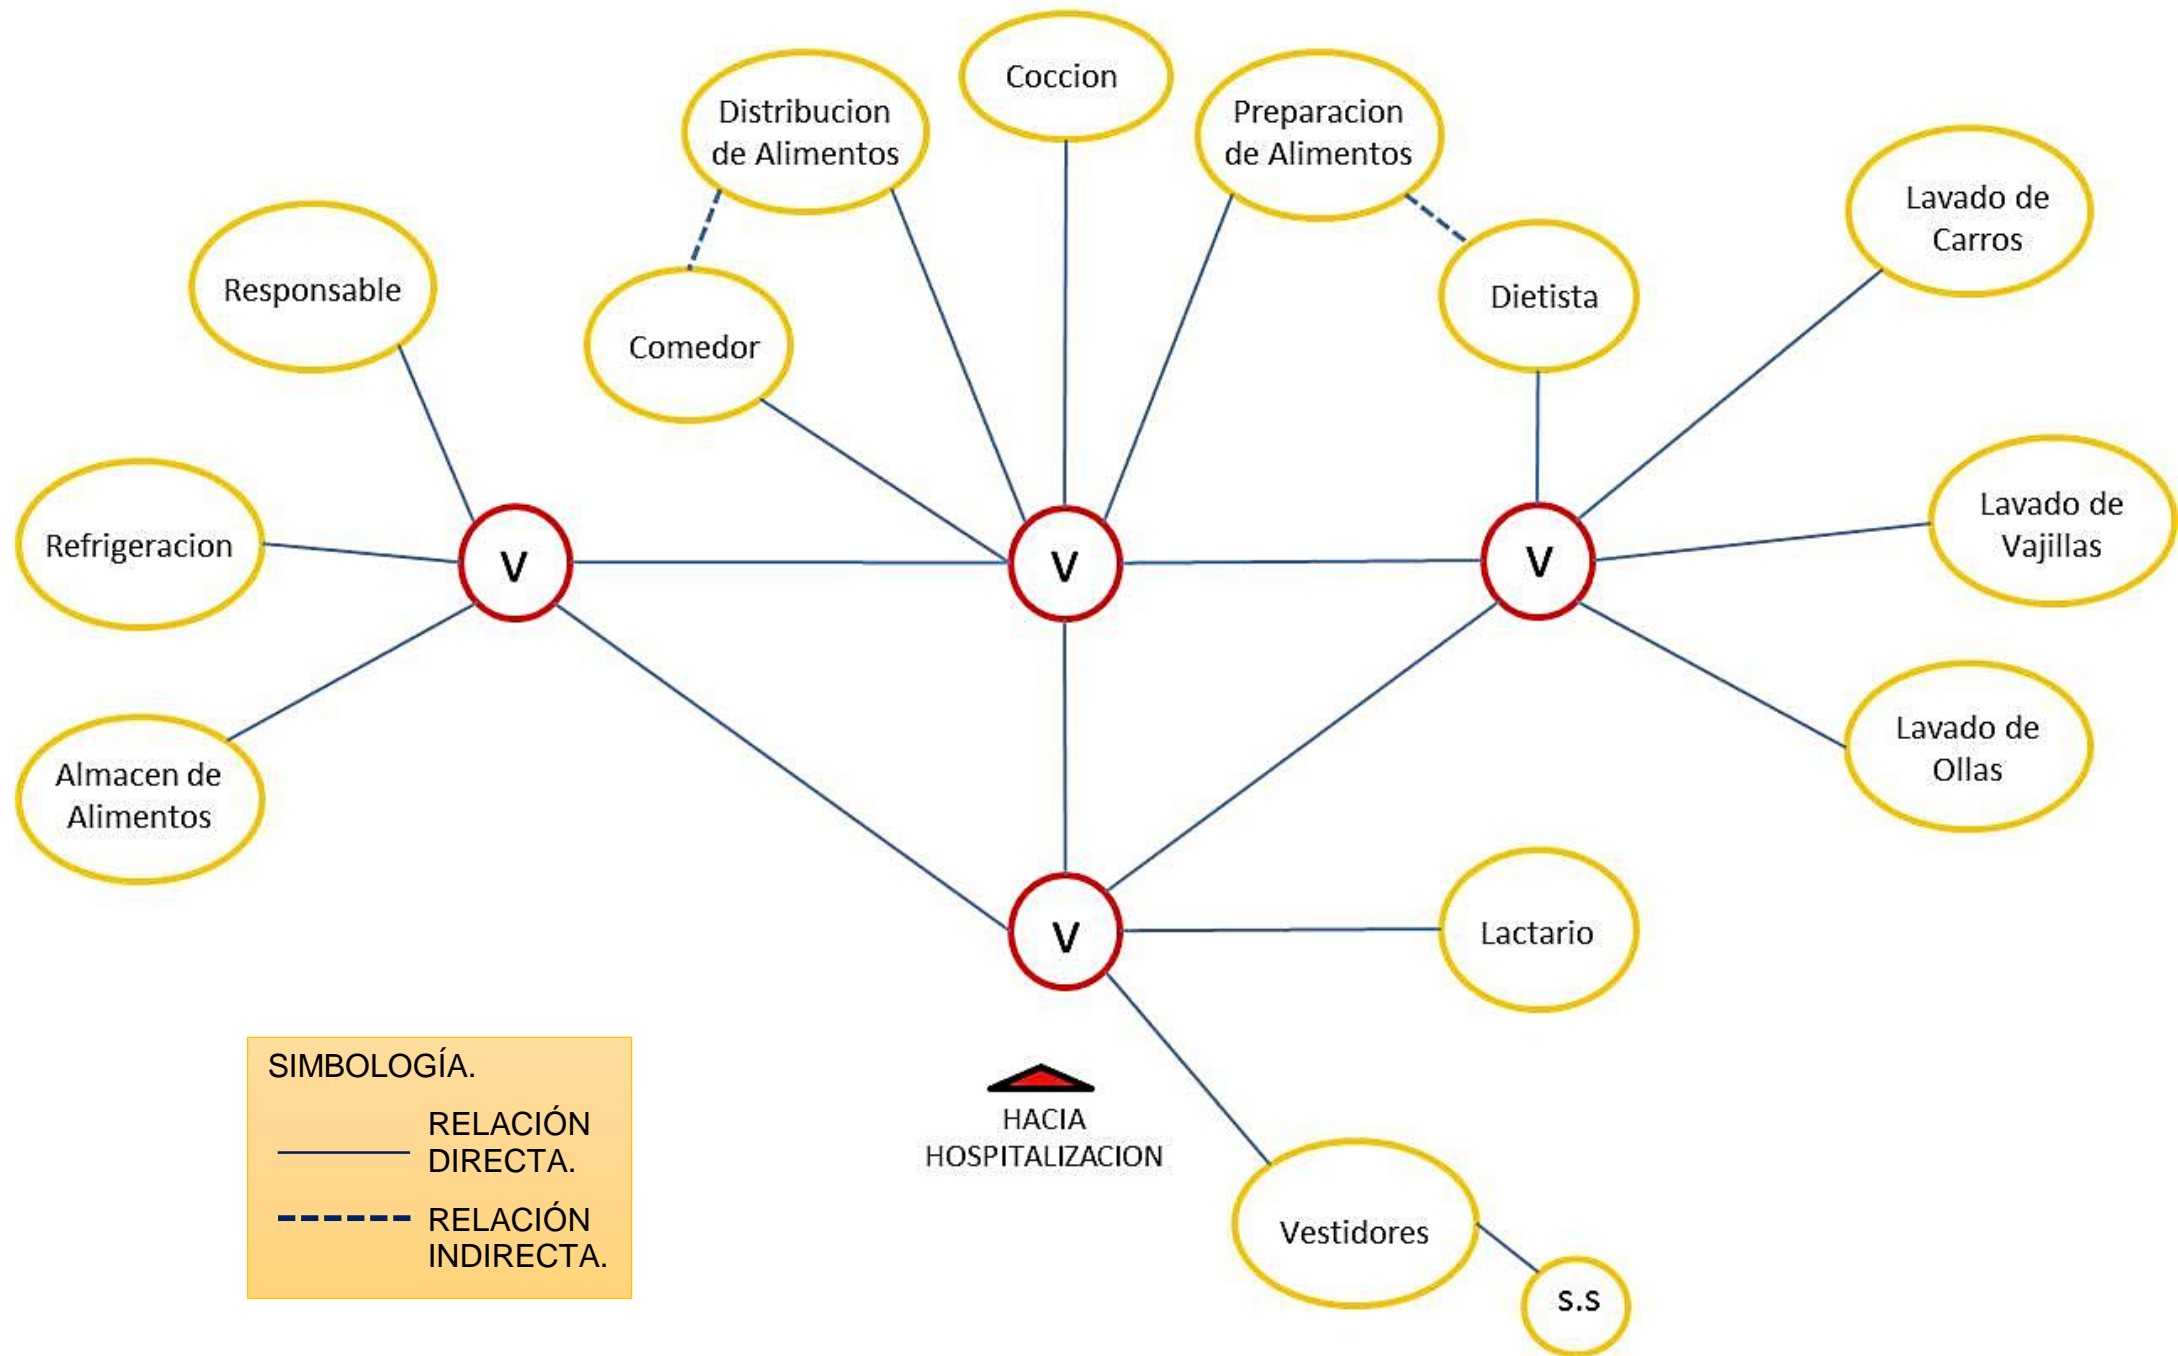 Coccion
Distribucion
de Alimentos
Preparacion
de Alimentos
Lavado de
Carros
Responsable
Comedor
Dietista
Refrigeracion
V
V
V
Lavado de
Vajillas
Almacen de
Alimentos
Lavado de
Ollas
V
Lactario
SIMBOLOGÍA.
RELACIÓN
DIRECTA.
RELACIÓN
INDIRECTA.
HACIA
HOSPITALIZACION
Vestidores
s.s